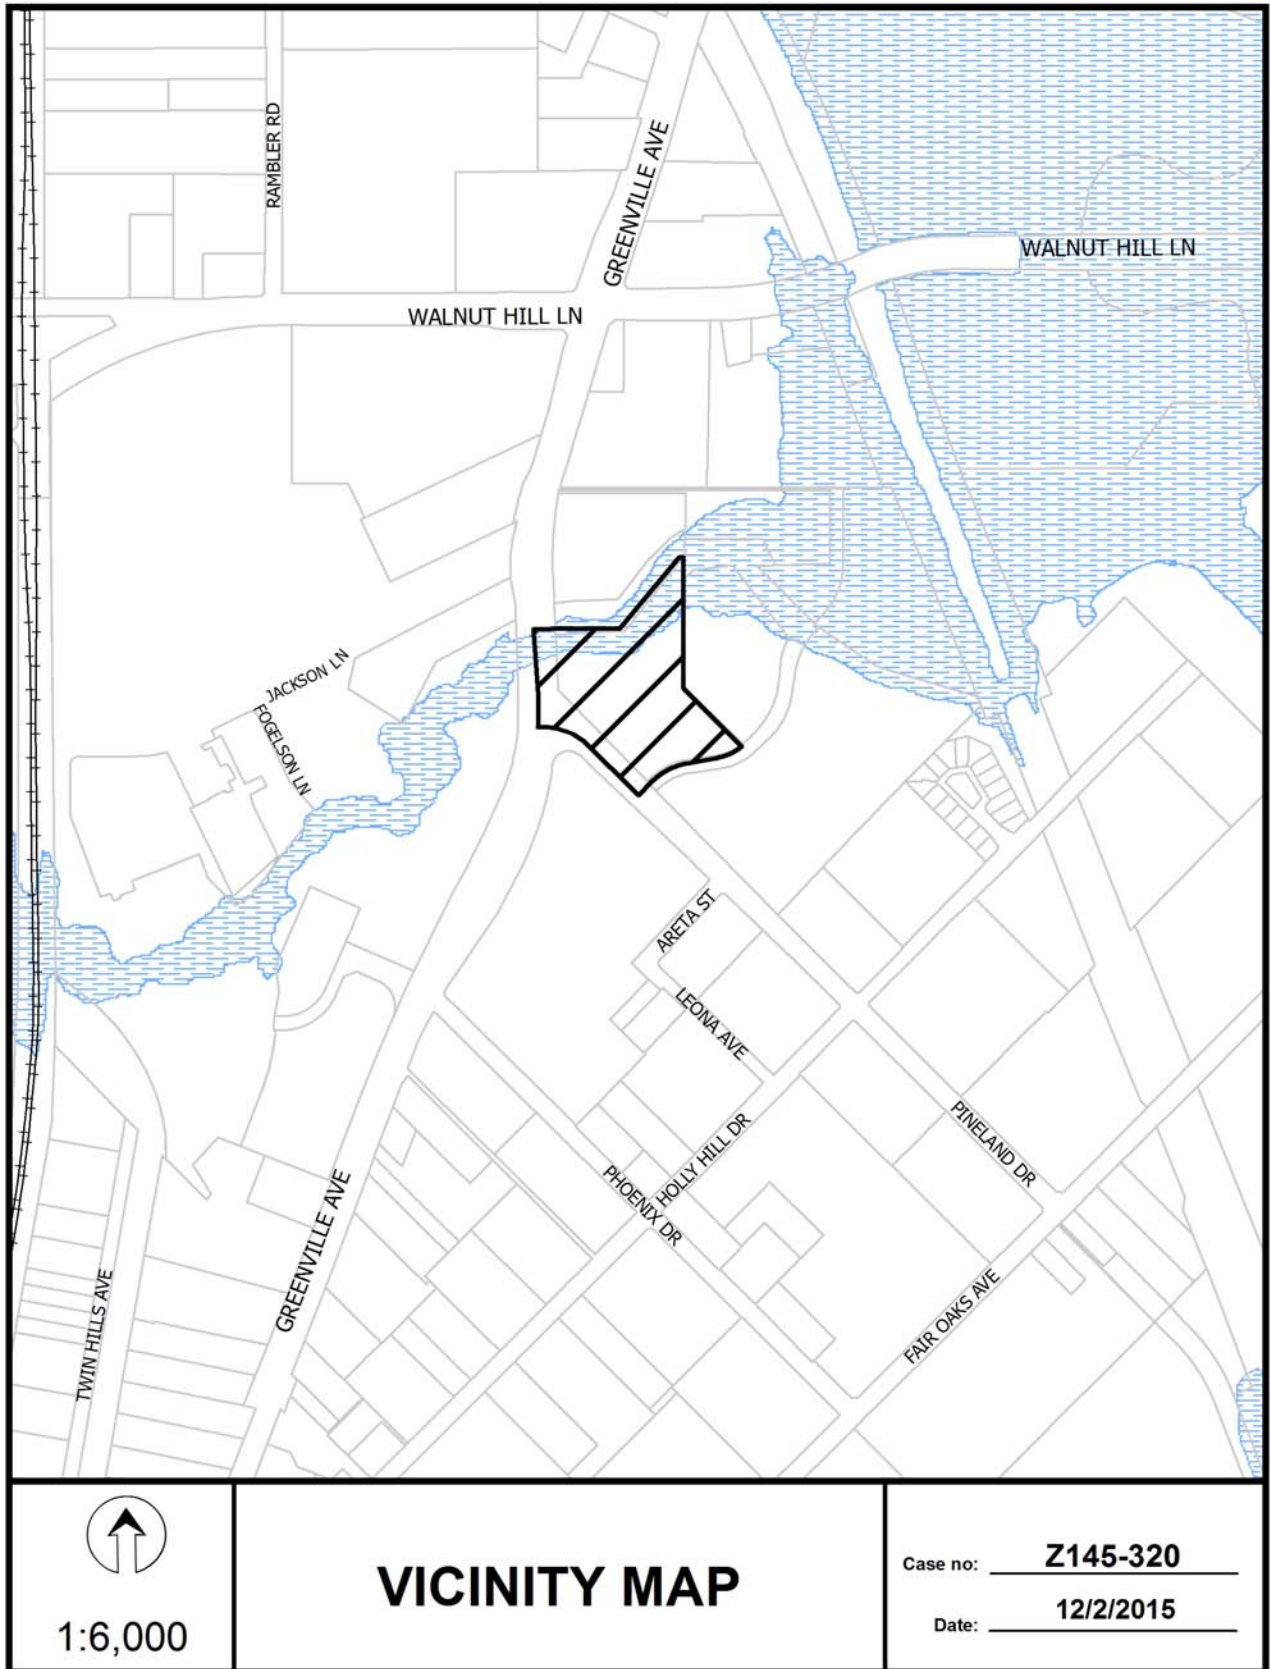 RAMBLER RD
GREENVILLE AVE
WALNUT HILL LN
WALNUT HILL LN
JACKSON LN
FOGELSON LN
ARETA ST
LEONA AVE
PINELAND DR
HOLLY HILL DR
PHOENIX DR
GREENVILLE AVE
TWIN HILLS AVE
FAIR OAKS AVE
1:6,000
VICINITY MAP
Case no: Z145-320
Date: 12/2/2015